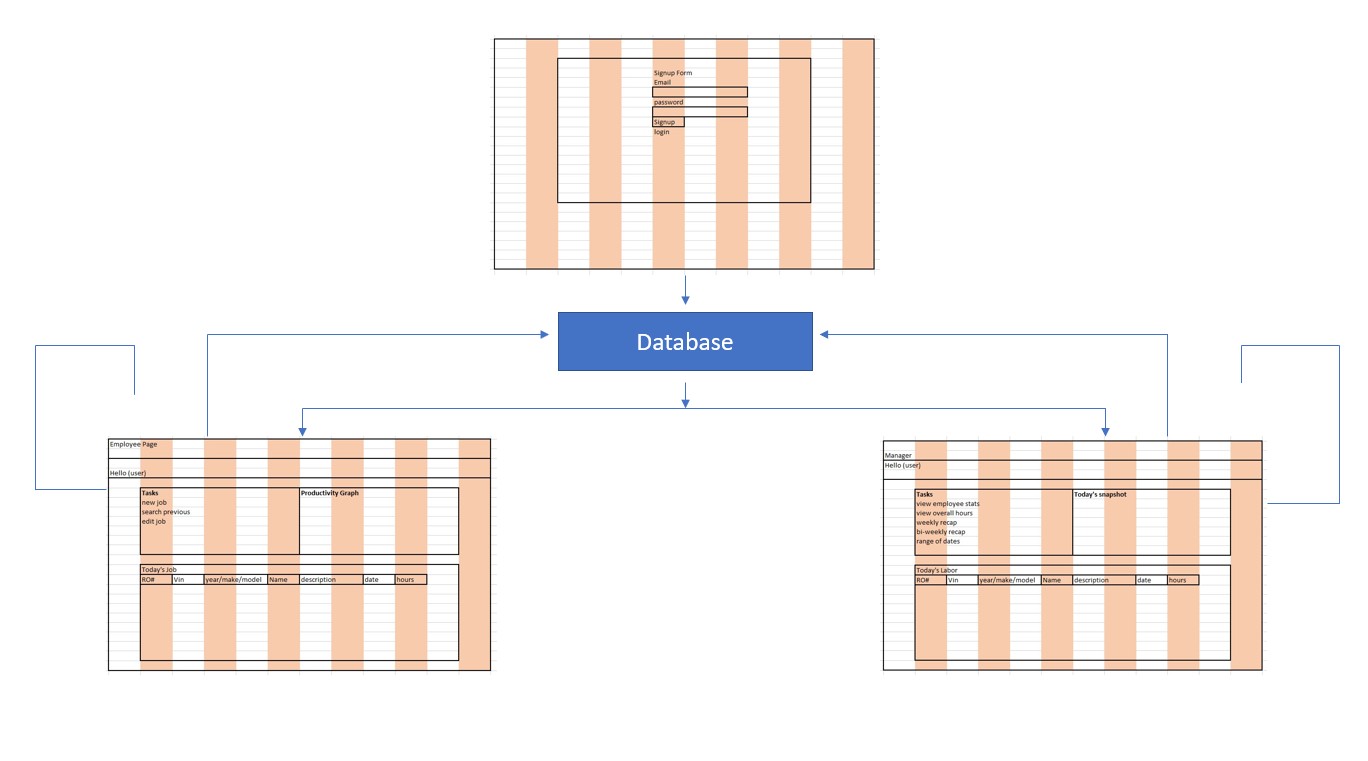 Signup Form
Email
password
Signup
login
Database
Employee Page
Hello (user)
Tasks
new job
search previous
edit job
Productivity Graph
Today's Job
RO# Vin year/make/model Name description date hours
Manager
Hello (user)
Tasks
view employee stats
view overall hours
weekly recap
bi-weekly recap
range of dates
Today's snapshot
Today's Labor
RO# Vin year/make/model Name description date hours